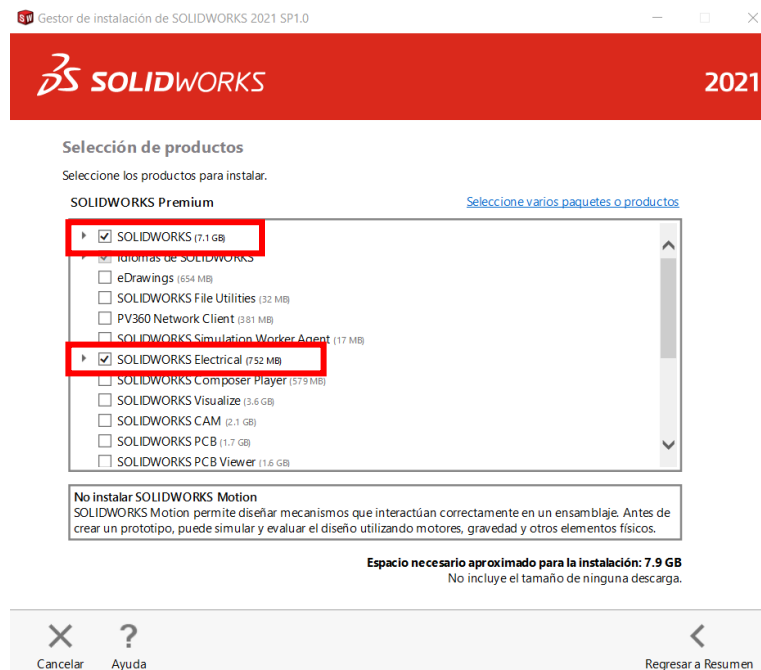 Gestor de instalación de SOLIDWORKS 2021 SP1.0
SOLIDWORKS
2021
Selección de productos
Seleccione los productos para instalar.
SOLIDWORKS Premium
Seleccione varios paquetes o productos
SOLIDWORKS (7.1 GB)
Idiomas de SOLIDWORKS
eDrawings (654 MB)
SOLIDWORKS File Utilities (32 MB)
PV360 Network Client (381 MB)
SOLIDWORKS Simulation Worker Agent (17 MB)
SOLIDWORKS Electrical (752 MB)
SOLIDWORKS Composer Player (579 MB)
SOLIDWORKS Visualize (3.6 GB)
SOLIDWORKS CAM (2.1 GB)
SOLIDWORKS PCB (1.7 GB)
SOLIDWORKS PCB Viewer (1.6 GB)
No instalar SOLIDWORKS Motion
SOLIDWORKS Motion permite diseñar mecanismos que interactúan correctamente en un ensamblaje. Antes de
crear un prototipo, puede simular y evaluar el diseño utilizando motores, gravedad y otros elementos físicos.
Espacio necesario aproximado para la instalación: 7.9 GB
No incluye el tamaño de ninguna descarga.
Cancelar
Ayuda
Regresar a Resumen